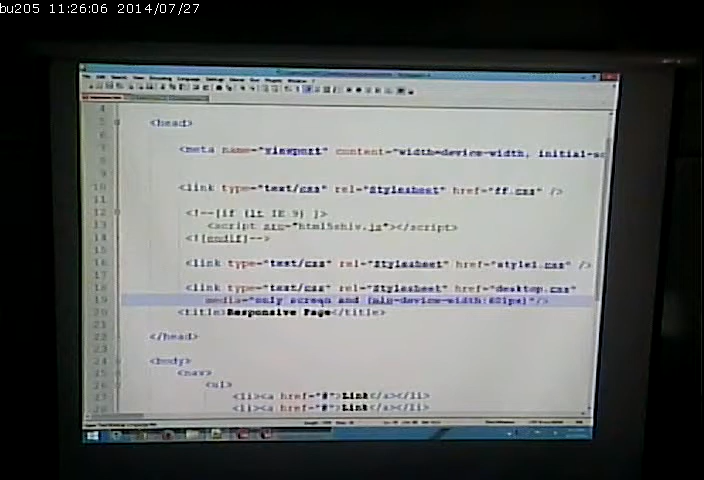 bu205 11:26:06 2014/07/27
4
5 <head>
6
7 <meta name="viewport" content="width=device-width, initial-sc
8
9
10 <link type="text/css" rel="Stylesheet" href="ff.css" />
11
12 <!--[if (lt IE 9) ]>
13 <script src="html5shiv.js"></script>
14 <![endif]-->
15
16 <link type="text/css" rel="Stylesheet" href="style1.css" />
17
18 <link type="text/css" rel="Stylesheet" href="desktop.css"
19 media="only screen and (min-device-width:601px)"/>
20 <title>Responsive Page</title>
21
22 </head>
23
24 <body>
25 <nav>
26 <ul>
27 <li><a href="#">Link</a></li>
28 <li><a href="#">Link</a></li>